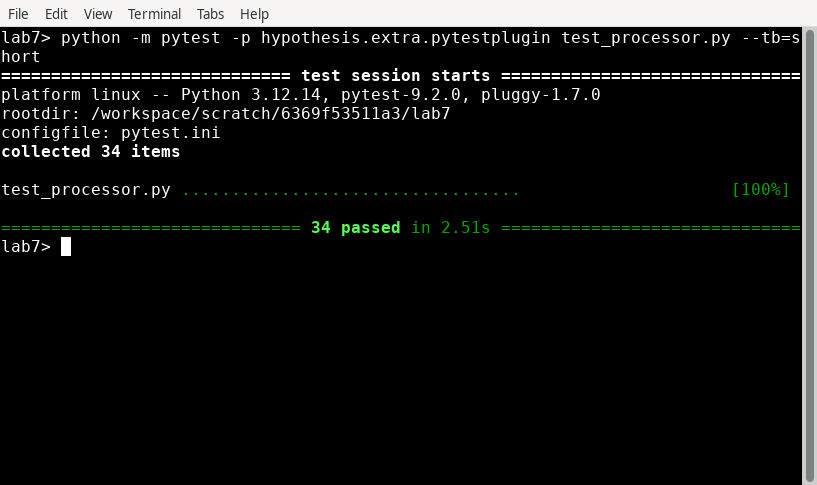 File Edit View Terminal Tabs Help
lab7> python -m pytest -p hypothesis.extra.pytestplugin test_processor.py --tb=s
hort
============================= test session starts ==============================
platform linux -- Python 3.12.14, pytest-9.2.0, pluggy-1.7.0
rootdir: /workspace/scratch/6369f53511a3/lab7
configfile: pytest.ini
collected 34 items
test_processor.py .................................. [100%]
============================== 34 passed in 2.51s ==============================
lab7>